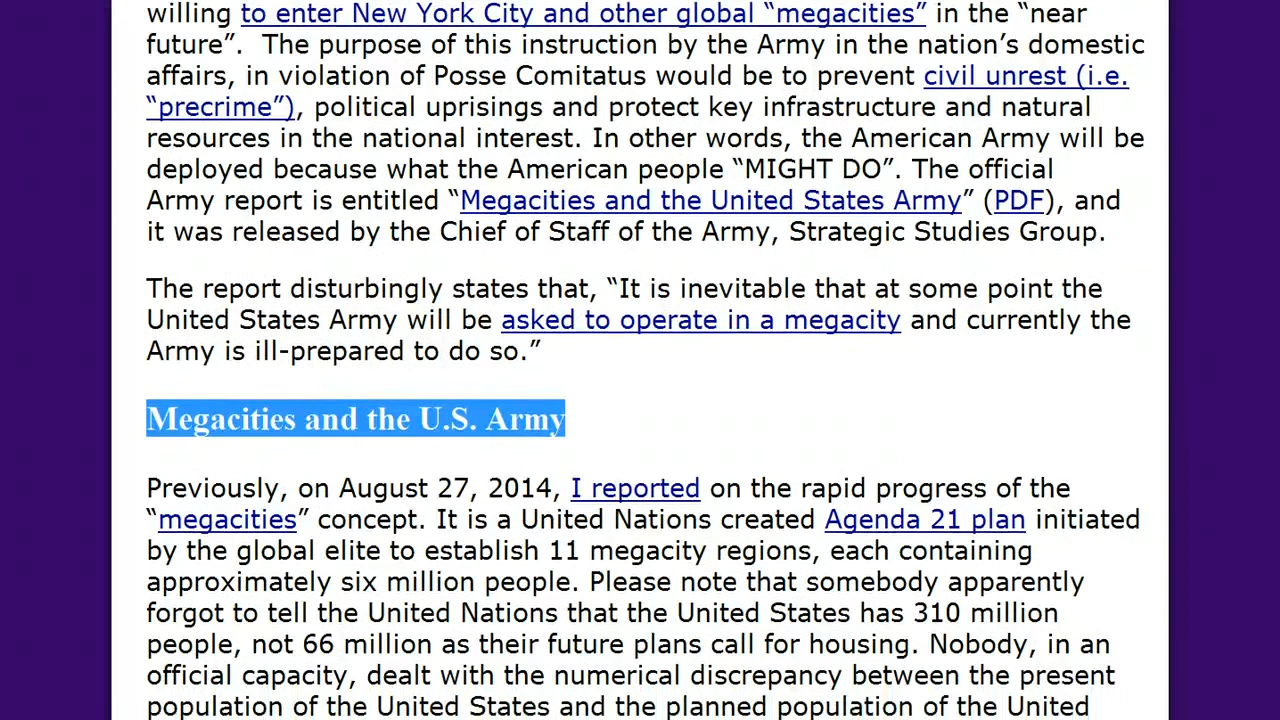 willing to enter New York City and other global “megacities” in the “near
future”.  The purpose of this instruction by the Army in the nation’s domestic
affairs, in violation of Posse Comitatus would be to prevent civil unrest (i.e.
“precrime”), political uprisings and protect key infrastructure and natural
resources in the national interest. In other words, the American Army will be
deployed because what the American people “MIGHT DO”. The official
Army report is entitled “Megacities and the United States Army” (PDF), and
it was released by the Chief of Staff of the Army, Strategic Studies Group.
The report disturbingly states that, “It is inevitable that at some point the
United States Army will be asked to operate in a megacity and currently the
Army is ill-prepared to do so.”
Megacities and the U.S. Army
Previously, on August 27, 2014, I reported on the rapid progress of the
“megacities” concept. It is a United Nations created Agenda 21 plan initiated
by the global elite to establish 11 megacity regions, each containing
approximately six million people. Please note that somebody apparently
forgot to tell the United Nations that the United States has 310 million
people, not 66 million as their future plans call for housing. Nobody, in an
official capacity, dealt with the numerical discrepancy between the present
population of the United States and the planned population of the United